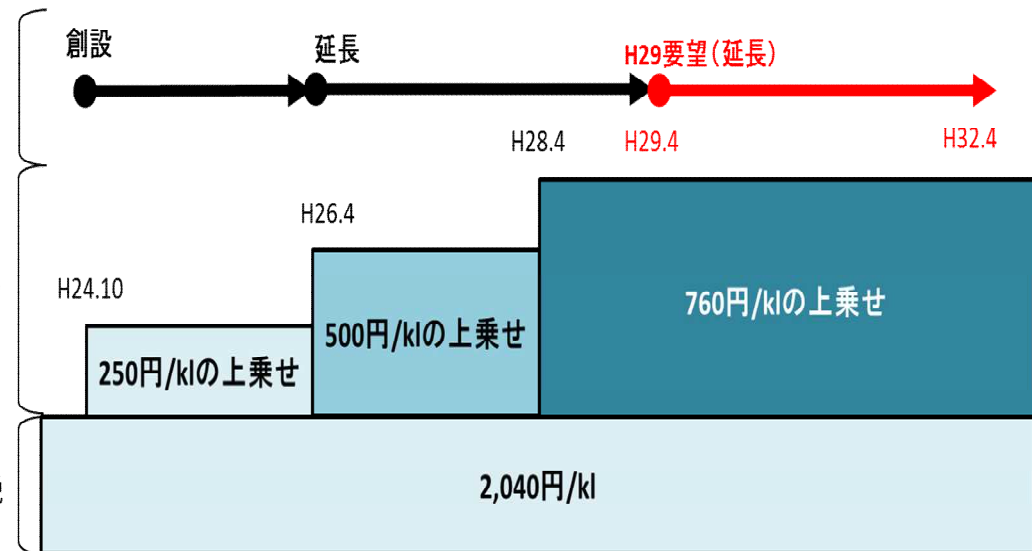 創設
延長
H29要望（延長）
H28.4
H29.4
H32.4
H26.4
H24.10
760円/klの上乗せ
500円/klの上乗せ
250円/klの上乗せ
2,040円/kl